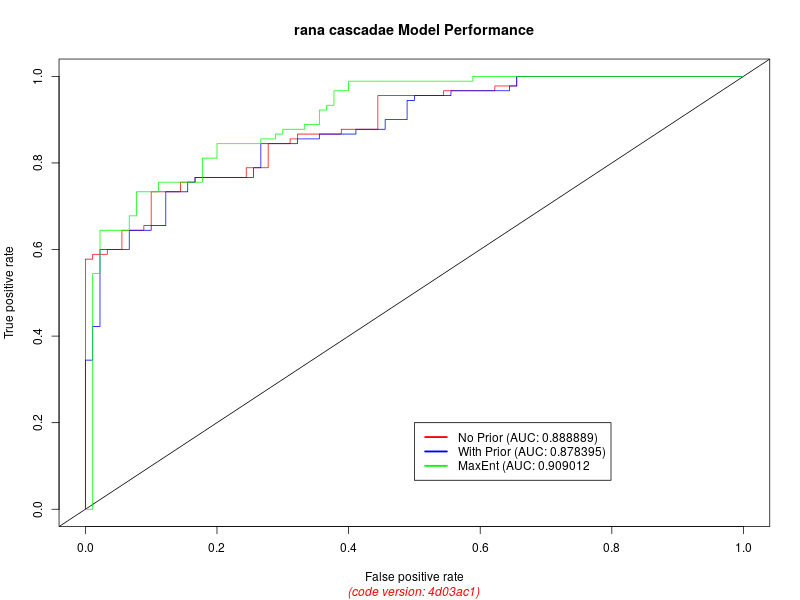 rana cascadae Model Performance
True positive rate
1.0
0.8
0.6
0.4
0.2
0.0
No Prior (AUC: 0.888889)
With Prior (AUC: 0.878395)
MaxEnt (AUC: 0.909012
0.0 0.2 0.4 0.6 0.8 1.0
False positive rate
(code version: 4d03ac1)